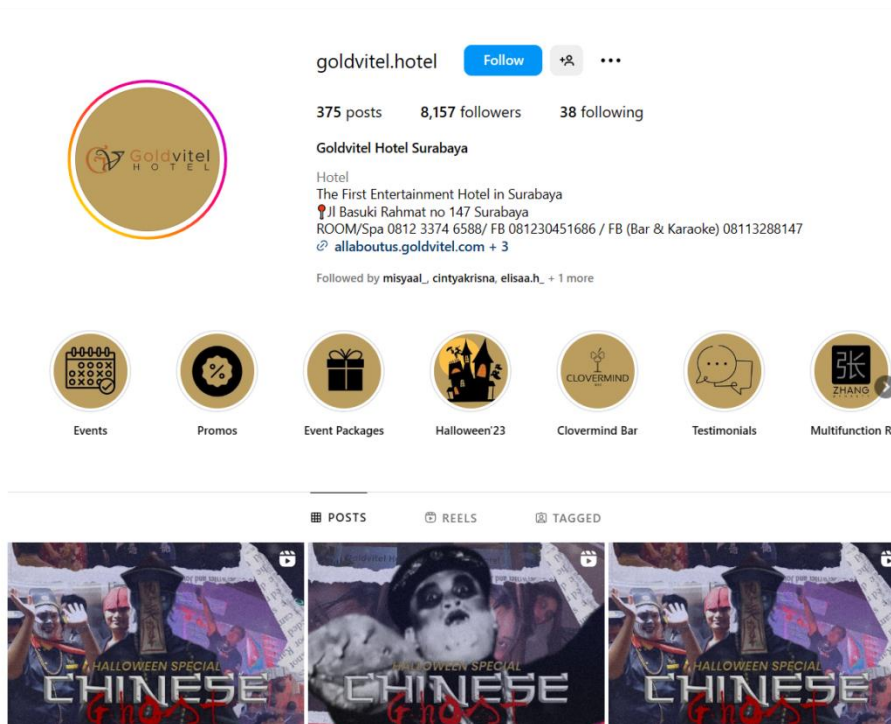 goldvitel.hotel Follow
375 posts 8,157 followers 38 following
Goldvitel Hotel Surabaya
Goldvitel
HOTEL
Hotel
The First Entertainment Hotel in Surabaya
Jl Basuki Rahmat no 147 Surabaya
ROOM/Spa 0812 3374 6588/ FB 081230451686 / FB (Bar & Karaoke) 08113288147
allaboutus.goldvitel.com + 3
Followed by misyaal_, cintyakrisna, elisaa.h_ + 1 more
CLOVERMIND
张
ZHANG
Events Promos Event Packages Halloween'23 Clovermind Bar Testimonials Multifunction R
POSTS REELS TAGGED
HALLOWEEN SPECIAL
CHINESE
Ghost
HALLOWEEN SPECIAL
CHINESE
Ghost
HALLOWEEN SPECIAL
CHINESE
Ghost